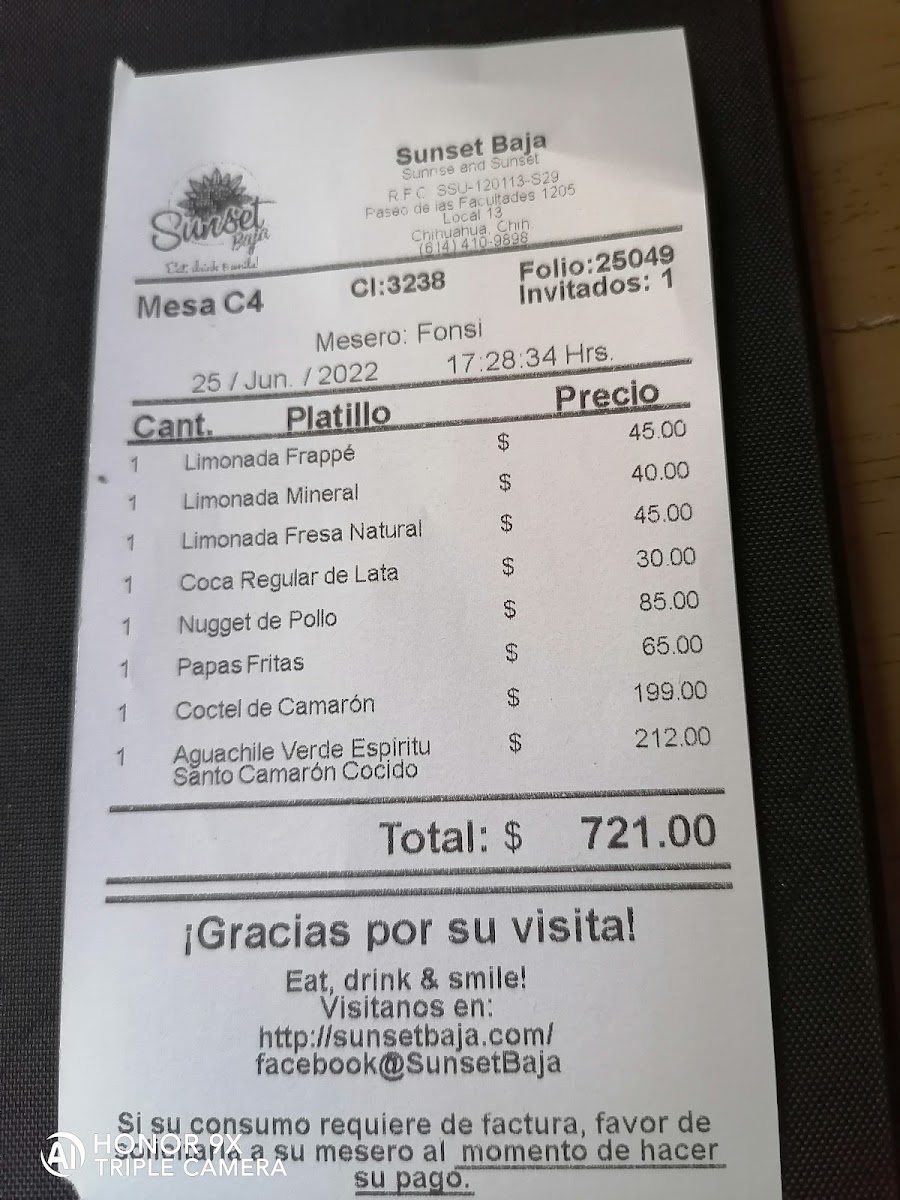 Sunset Baja
Sunrise and Sunset
R.F.C. SSU-120113-S29
Paseo de las Facultades 1205
Local 13
Chihuahua, Chih.
(614) 410-9898
Sunset
Baja
Eat, drink & smile!
Mesa C4 CI:3238 Folio:25049
Invitados: 1
Mesero: Fonsi
25 / Jun. / 2022 17:28:34 Hrs.
Cant. Platillo Precio
1 Limonada Frappé $ 45.00
1 Limonada Mineral $ 40.00
1 Limonada Fresa Natural $ 45.00
1 Coca Regular de Lata $ 30.00
1 Nugget de Pollo $ 85.00
1 Papas Fritas $ 65.00
1 Coctel de Camarón $ 199.00
1 Aguachile Verde Espiritu $ 212.00
Santo Camarón Cocido
Total: $ 721.00
¡Gracias por su visita!
Eat, drink & smile!
Visitanos en:
http://sunsetbaja.com/
facebook@SunsetBaja
Si su consumo requiere de factura, favor de
solicitarla a su mesero al momento de hacer
su pago.
HONOR 9X
TRIPLE CAMERA